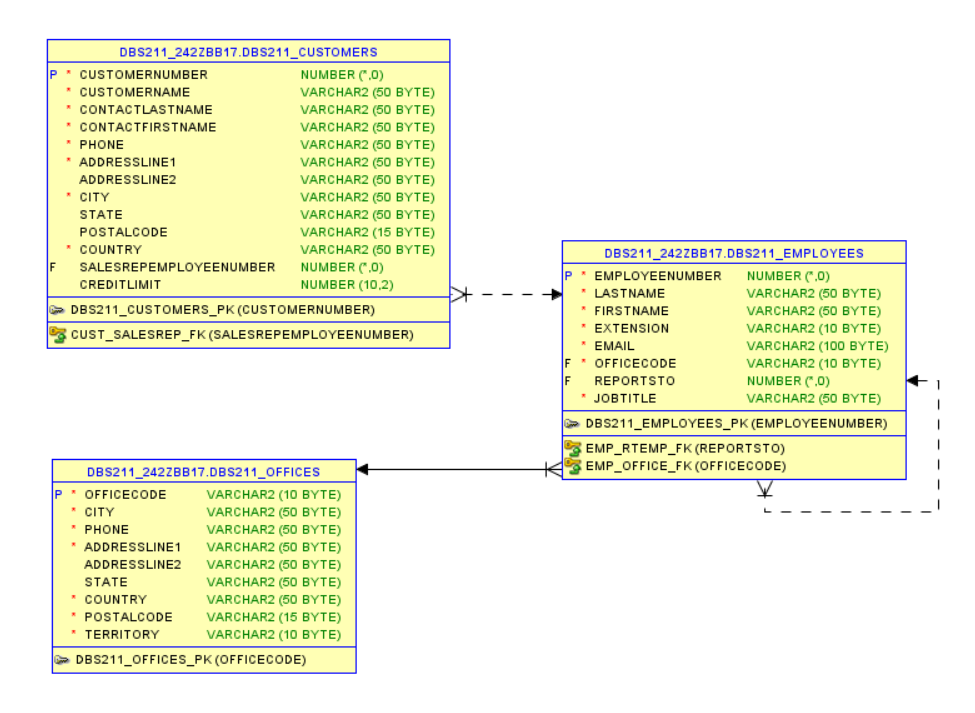 DBS211_242ZBB17.DBS211_CUSTOMERS
P * CUSTOMERNUMBER NUMBER (*,0)
* CUSTOMERNAME VARCHAR2 (50 BYTE)
* CONTACTLASTNAME VARCHAR2 (50 BYTE)
* CONTACTFIRSTNAME VARCHAR2 (50 BYTE)
* PHONE VARCHAR2 (50 BYTE)
* ADDRESSLINE1 VARCHAR2 (50 BYTE)
ADDRESSLINE2 VARCHAR2 (50 BYTE)
* CITY VARCHAR2 (50 BYTE)
STATE VARCHAR2 (50 BYTE)
POSTALCODE VARCHAR2 (15 BYTE)
* COUNTRY VARCHAR2 (50 BYTE)
F SALESREPEMPLOYEENUMBER NUMBER (*,0)
CREDITLIMIT NUMBER (10,2)
DBS211_CUSTOMERS_PK (CUSTOMERNUMBER)
CUST_SALESREP_FK (SALESREPEMPLOYEENUMBER)
DBS211_242ZBB17.DBS211_EMPLOYEES
P * EMPLOYEENUMBER NUMBER (*,0)
* LASTNAME VARCHAR2 (50 BYTE)
* FIRSTNAME VARCHAR2 (50 BYTE)
* EXTENSION VARCHAR2 (10 BYTE)
* EMAIL VARCHAR2 (100 BYTE)
F * OFFICECODE VARCHAR2 (10 BYTE)
F REPORTSTO NUMBER (*,0)
* JOBTITLE VARCHAR2 (50 BYTE)
DBS211_EMPLOYEES_PK (EMPLOYEENUMBER)
EMP_RTEMP_FK (REPORTSTO)
EMP_OFFICE_FK (OFFICECODE)
DBS211_242ZBB17.DBS211_OFFICES
P * OFFICECODE VARCHAR2 (10 BYTE)
* CITY VARCHAR2 (50 BYTE)
* PHONE VARCHAR2 (50 BYTE)
* ADDRESSLINE1 VARCHAR2 (50 BYTE)
ADDRESSLINE2 VARCHAR2 (50 BYTE)
STATE VARCHAR2 (50 BYTE)
* COUNTRY VARCHAR2 (50 BYTE)
* POSTALCODE VARCHAR2 (15 BYTE)
* TERRITORY VARCHAR2 (10 BYTE)
DBS211_OFFICES_PK (OFFICECODE)